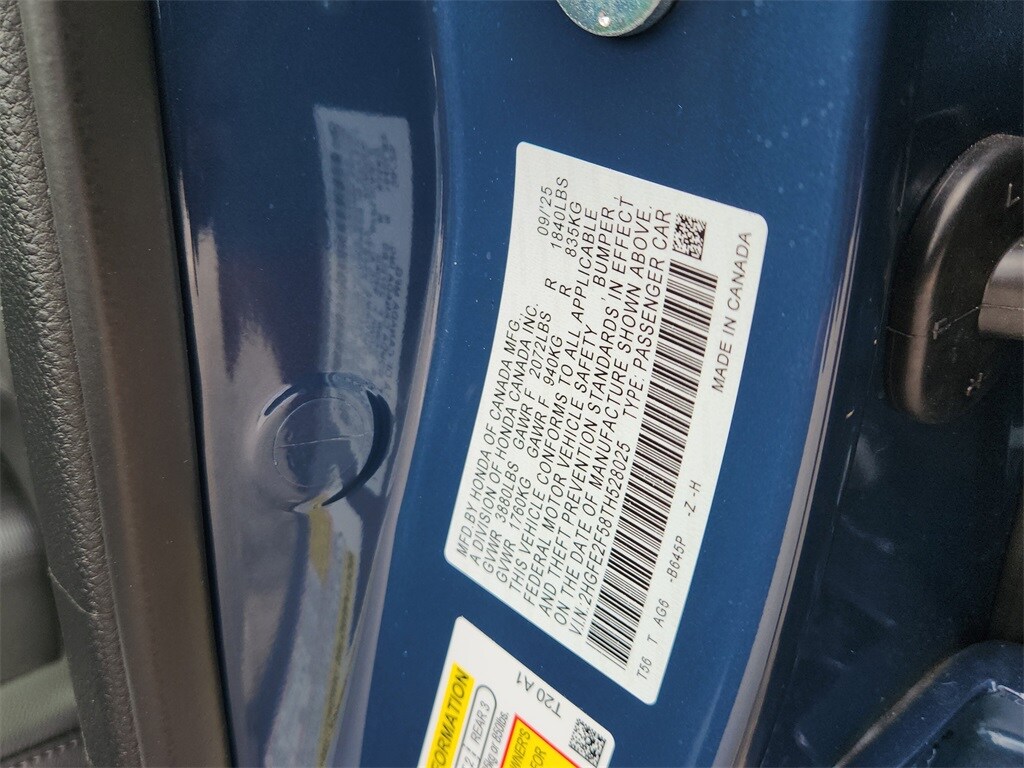 MFD.BY HONDA OF CANADA MFG.,
A DIVISION OF HONDA CANADA INC. 09/25
GVWR 3880LBS GAWR F 2072LBS R 1840LBS
GVWR 1760KG GAWR F 940KG R 835KG
THIS VEHICLE CONFORMS TO ALL APPLICABLE
FEDERAL MOTOR VEHICLE SAFETY, BUMPER,
AND THEFT PREVENTION STANDARDS IN EFFECT
ON THE DATE OF MANUFACTURE SHOWN ABOVE.
V.I.N:2HGFE2F58TH528025 TYPE: PASSENGER CAR
T56 T AG6 -B645P -Z -H MADE IN CANADA
T20 A1
REAR 3